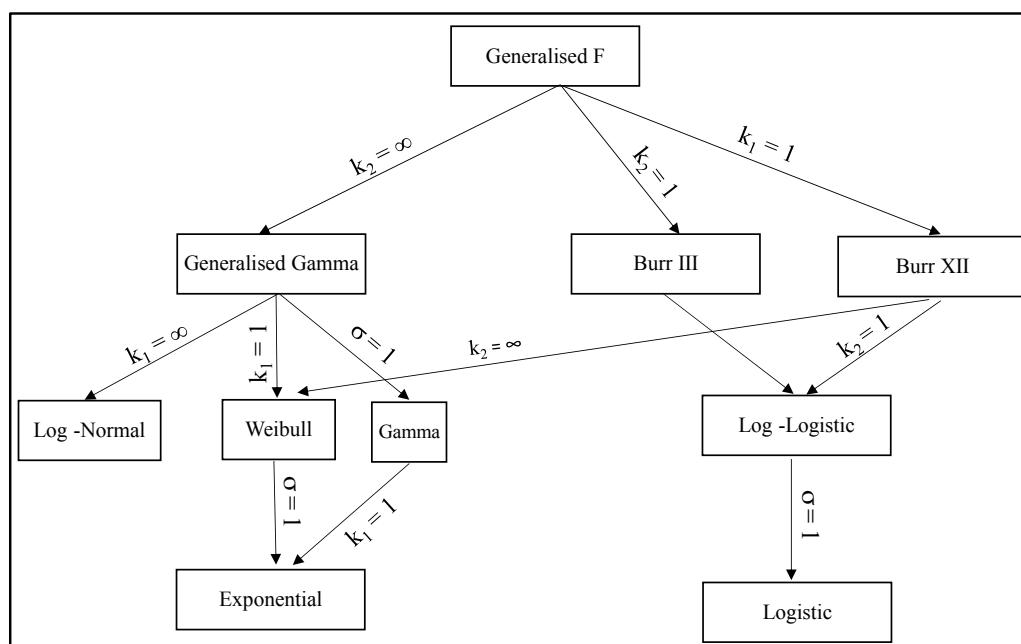 Generalised F
k₂ = ∞
k₂ = 1
k₁ = 1
Generalised Gamma
Burr III
Burr XII
k₁ = ∞
k₁ = 1
σ = 1
k₂ = ∞
k₂ = 1
Log -Normal
Weibull
Gamma
Log -Logistic
σ = 1
k₁ = 1
σ = 1
Exponential
Logistic